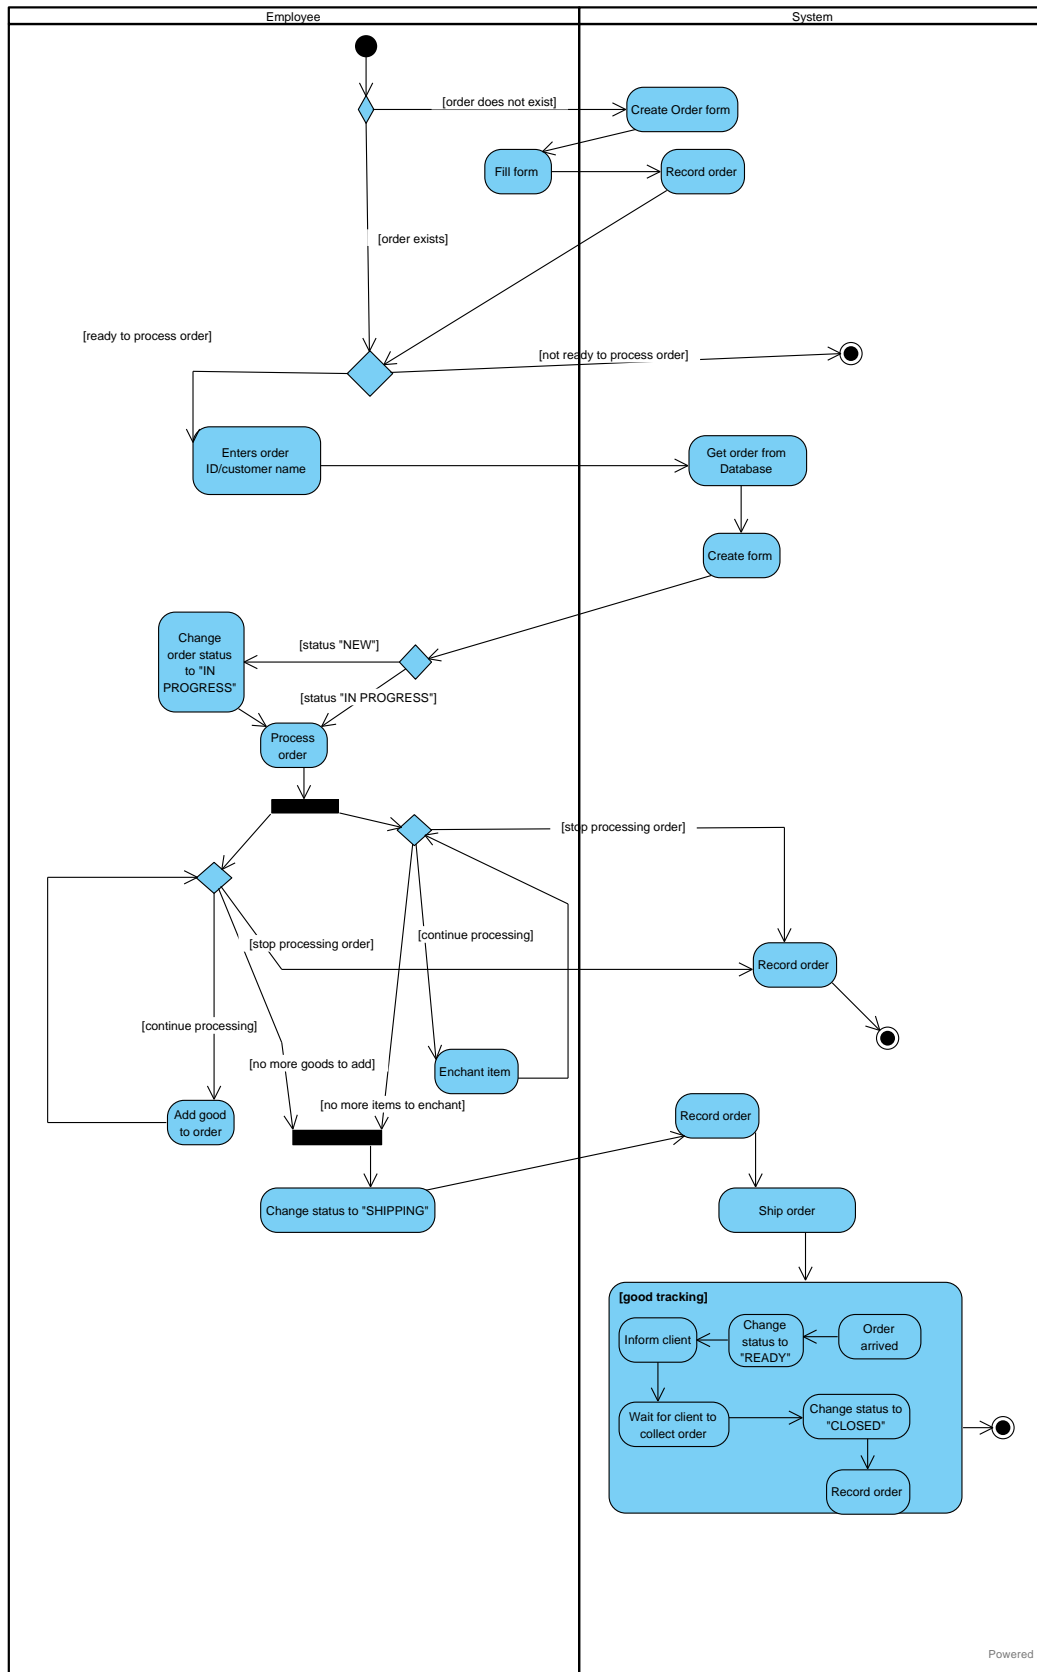 Employee
System
[order does not exist]
Create Order form
Fill form
Record order
[order exists]
[ready to process order]
[not ready to process order]
Enters order
ID/customer name
Get order from
Database
Create form
Change
order status
to "IN
PROGRESS"
[status "NEW"]
[status "IN PROGRESS"]
Process
order
[stop processing order]
[continue processing]
[stop processing order]
Record order
[continue processing]
[no more goods to add]
Enchant item
[no more items to enchant]
Add good
to order
Record order
Change status to "SHIPPING"
Ship order
[good tracking]
Inform client
Change
status to
"READY"
Order
arrived
Wait for client to
collect order
Change status to
"CLOSED"
Record order
Powered